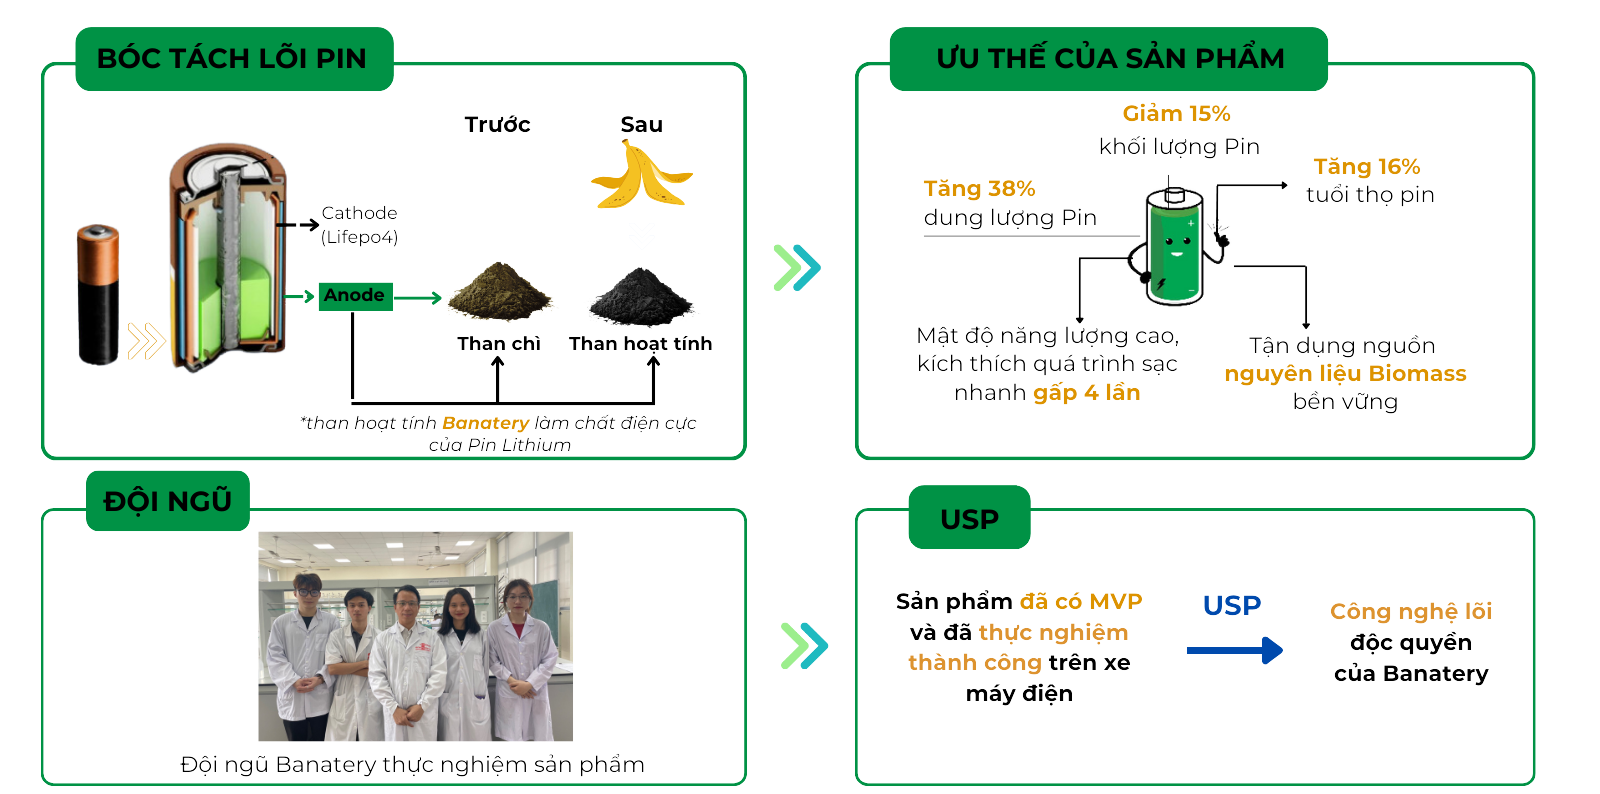 BÓC TÁCH LÕI PIN
Trước
Sau
Cathode
(Lifepo4)
Anode
Than chì
Than hoạt tính
*than hoạt tính Banatery làm chất điện cực
của Pin Lithium
ƯU THẾ CỦA SẢN PHẨM
Giảm 15%
khối lượng Pin
Tăng 16%
tuổi thọ pin
Tăng 38%
dung lượng Pin
Mật độ năng lượng cao,
kích thích quá trình sạc
nhanh gấp 4 lần
Tận dụng nguồn
nguyên liệu Biomass
bền vững
ĐỘI NGŨ
Đội ngũ Banatery thực nghiệm sản phẩm
USP
Sản phẩm đã có MVP
và đã thực nghiệm
thành công trên xe
máy điện
USP
Công nghệ lõi
độc quyền
của Banatery